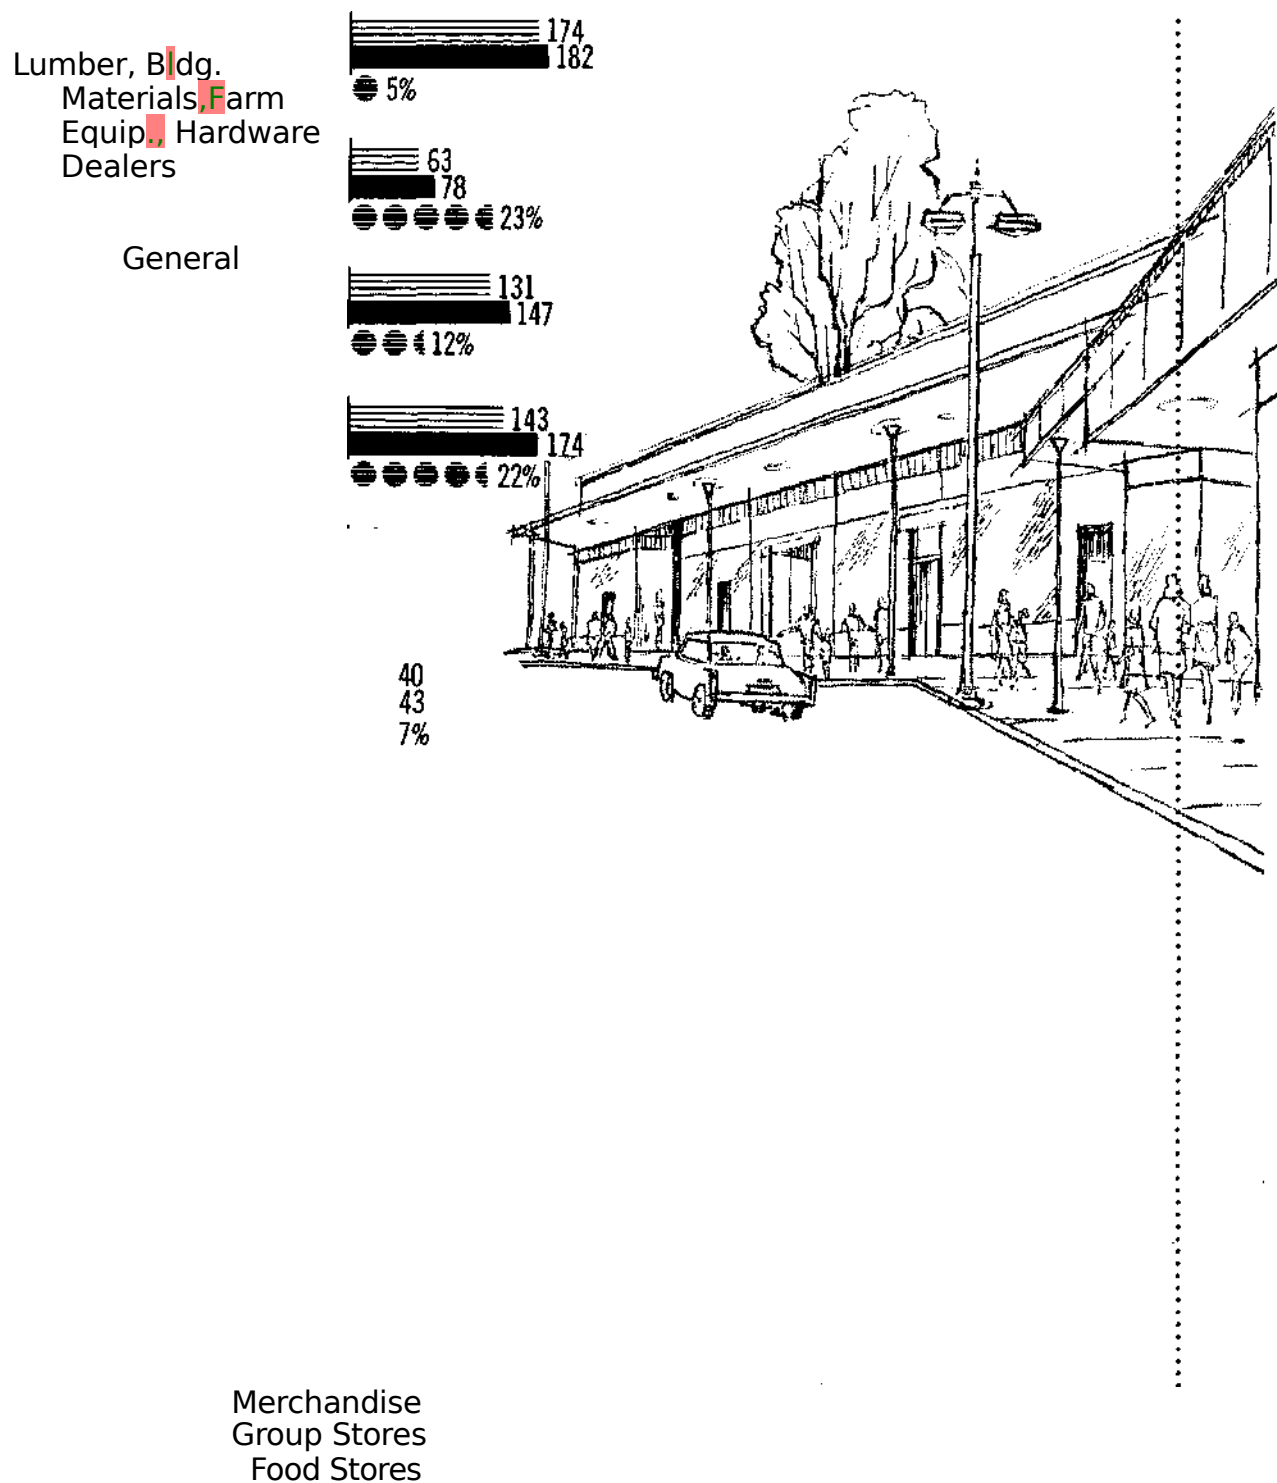 174
Lumber, Bldg.
182
Materials,Farm
5%
Equip., Hardware
Dealers
63
78
23%
General
131
147
12%
143
174
22%
40
43
7%
Merchandise
Group Stores
Food Stores